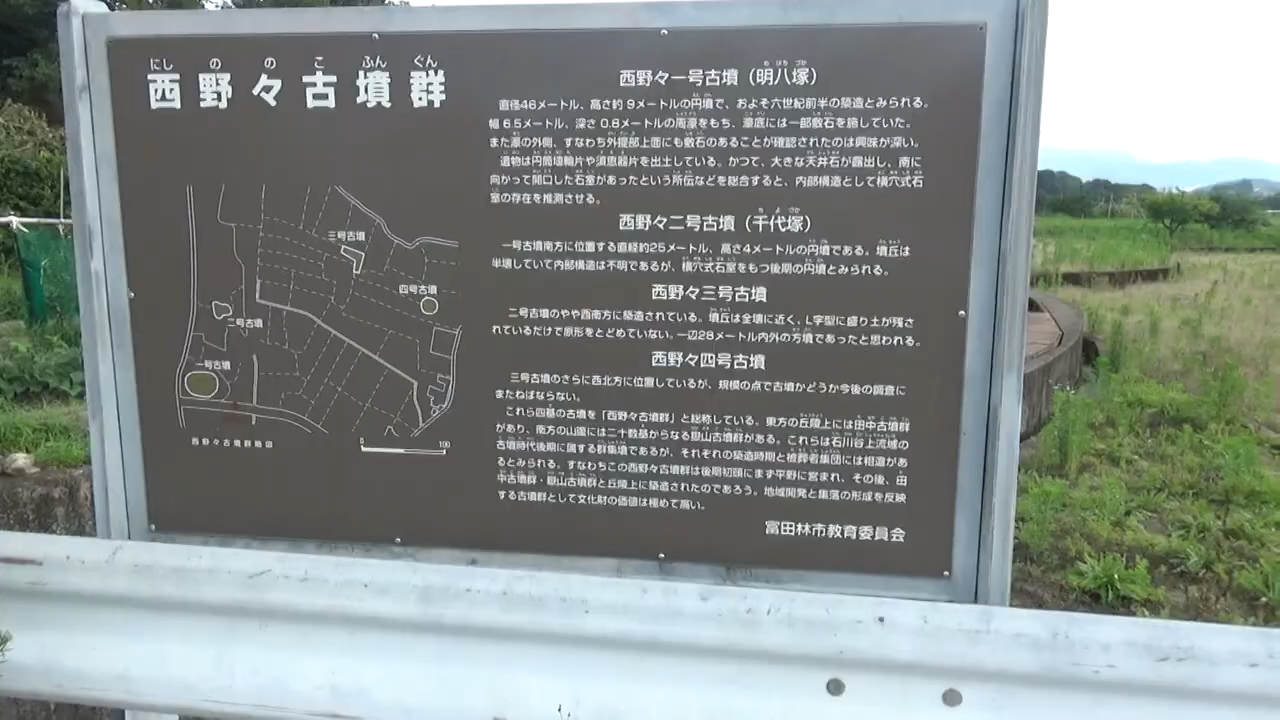 西野々古墳群
にし の の こ ふん ぐん
三号古墳
四号古墳
二号古墳
一号古墳
西野々古墳群略図
0 100
西野々一号古墳(明八塚)
直径46メートル、高さ約9メートルの円墳で、およそ六世紀前半の築造とみられる。
幅6.5メートル、深さ0.8メートルの周濠をもち、濠底には一部敷石を施していた。
また濠の外側、すなわち外堤部上面にも敷石のあることが確認されたのは興味が深い。
遺物は円筒埴輪片や須恵器片を出土している。かつて、大きな天井石が露出し、南に
向かって開口した石室があったという所伝などを総合すると、内部構造として横穴式石
室の存在を推測させる。
西野々二号古墳(千代塚)
一号古墳南方に位置する直軽約25メートル、高さ4メートルの円墳である。墳丘は
半壊していて内部構造は不明であるが、横穴式石室をもつ後期の円墳とみられる。
西野々三号古墳
二号古墳のやや西南方に築造されている。墳丘は全壊に近く、L字型に盛り土が残さ
れているだけで原形をとどめていない。一辺28メートル内外の方墳であったと思われる。
西野々四号古墳
三号古墳のさらに西北方に位置しているが、規模の点で古墳かどうか今後の調査に
またねばならない。
これら四基の古墳を「西野々古墳群」と総称している。東方の丘陵上には田中古墳群
があり、南方の山麓には二十数基からなる嶽山古墳群がある。これらは石川谷上流域の
古墳時代後期に属する群集墳であるが、それぞれの築造時期と被葬者集団には相違があ
るとみられる。すなわちこの西野々古墳群は後期初頭にまず平野に営まれ、その後、田
中古墳群・嶽山古墳群と丘陵上に築造されたのであろう。地域開発と集落の形成を反映
する古墳群として文化財の価値は極めて高い。
富田林市教育委員会